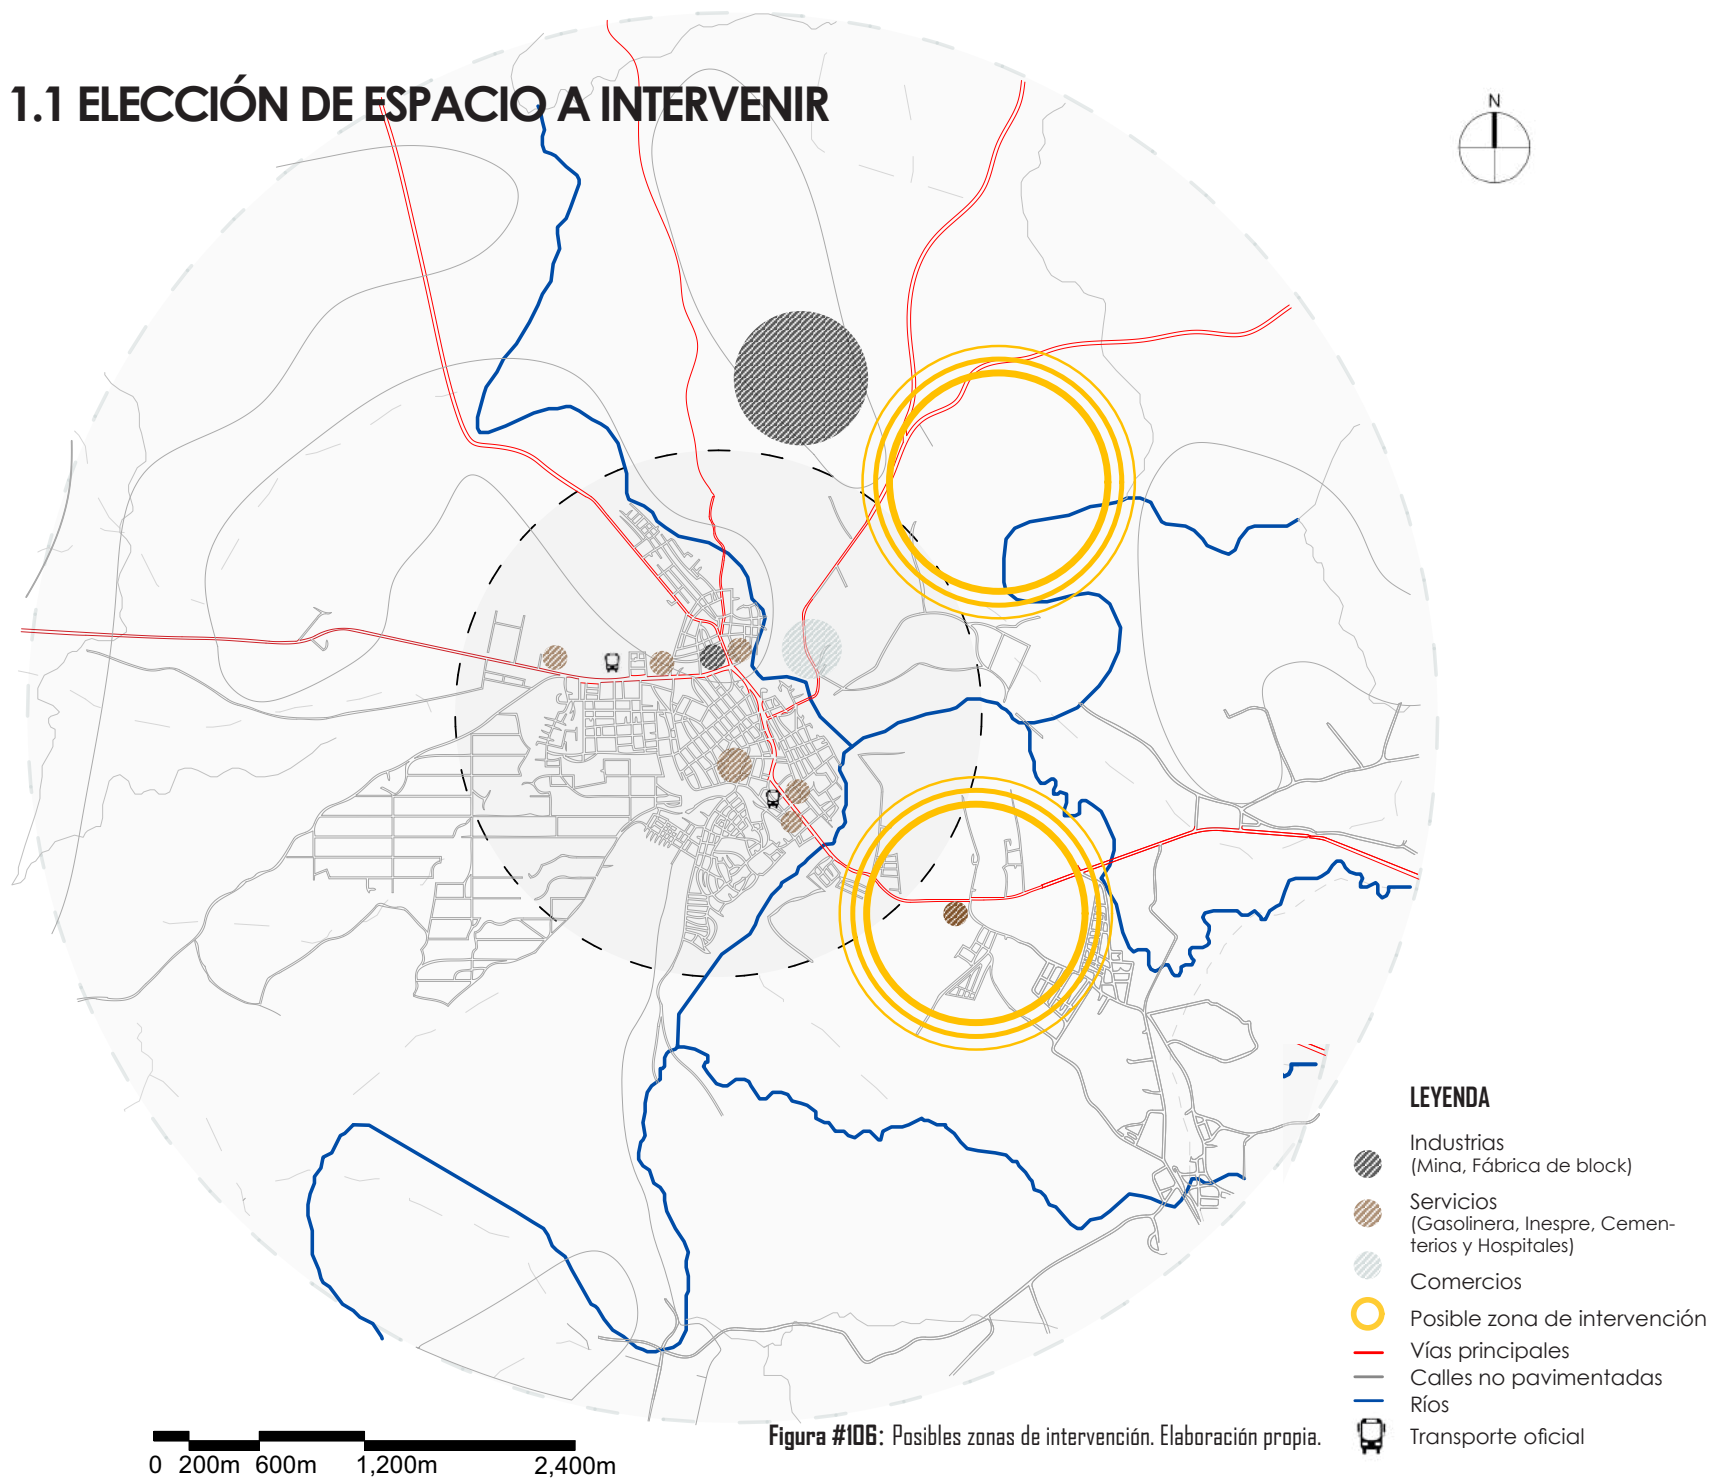 1.1 ELECCIÓN DE ESPACIO A INTERVENIR
N
LEYENDA
Industrias
(Mina, Fábrica de block)
Servicios
(Gasolinera, Inespre, Cemen-
terios y Hospitales)
Comercios
Posible zona de intervención
Vías principales
Calles no pavimentadas
Ríos
Transporte oficial
Figura #106: Posibles zonas de intervención. Elaboración propia.
0 200m 600m 1,200m 2,400m